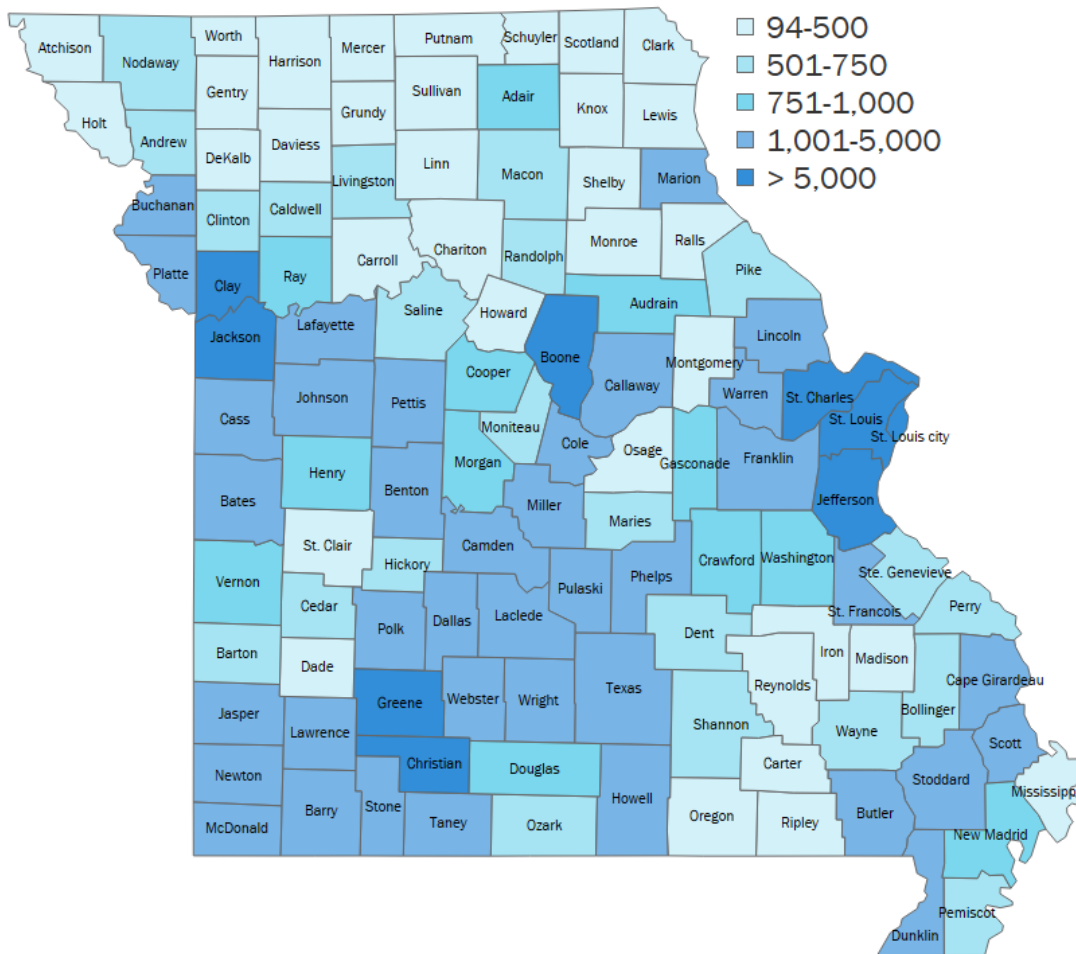 94-500
501-750
751-1,000
1,001-5,000
> 5,000
Atchison
Nodaway
Worth
Harrison
Mercer
Putnam
Schuyler
Scotland
Clark
Gentry
Sullivan
Adair
Knox
Lewis
Holt
Andrew
DeKalb
Daviess
Grundy
Linn
Macon
Shelby
Marion
Livingston
Buchanan
Clinton
Caldwell
Chariton
Randolph
Monroe
Ralls
Platte
Clay
Ray
Carroll
Pike
Saline
Howard
Audrain
Jackson
Lafayette
Boone
Lincoln
Montgomery
Cooper
Callaway
Warren
St. Charles
Cass
Johnson
Pettis
Moniteau
St. Louis
St. Louis city
Cole
Osage
Henry
Morgan
Gasconade
Franklin
Bates
Benton
Miller
Jefferson
Maries
St. Clair
Camden
Hickory
Crawford
Washington
Vernon
Pulaski
Phelps
Ste. Genevieve
Cedar
Polk
Dallas
Laclede
St. Francois
Perry
Barton
Dade
Dent
Iron
Madison
Texas
Reynolds
Cape Girardeau
Jasper
Greene
Webster
Wright
Bollinger
Lawrence
Shannon
Wayne
Scott
Newton
Christian
Douglas
Carter
Stoddard
Mississipp
McDonald
Barry
Stone
Taney
Ozark
Howell
Oregon
Ripley
Butler
New Madrid
Pemiscot
Dunklin